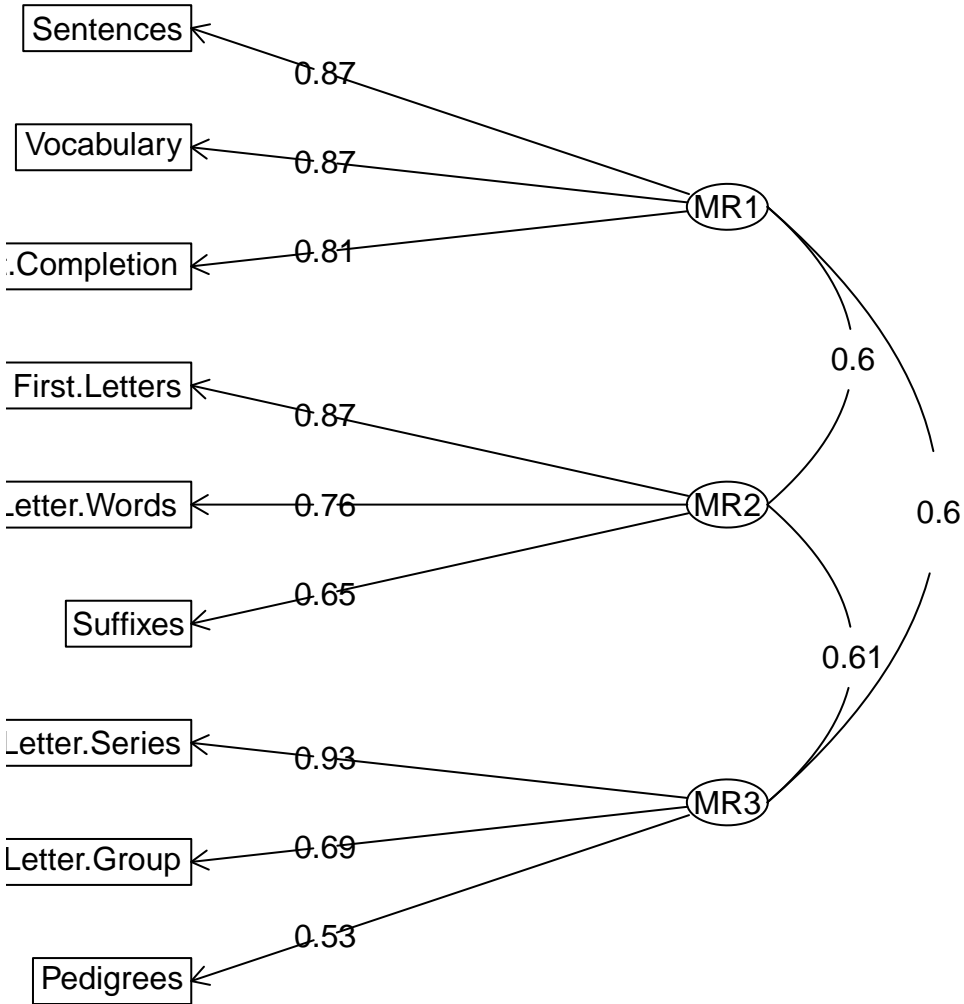 Sentences
0.87
Vocabulary
0.87
MR1
.Completion
0.81
0.6
First.Letters
0.87
Letter.Words
0.76
MR2
0.6
Suffixes
0.65
0.61
Letter.Series
0.93
MR3
Letter.Group
0.69
0.53
Pedigrees